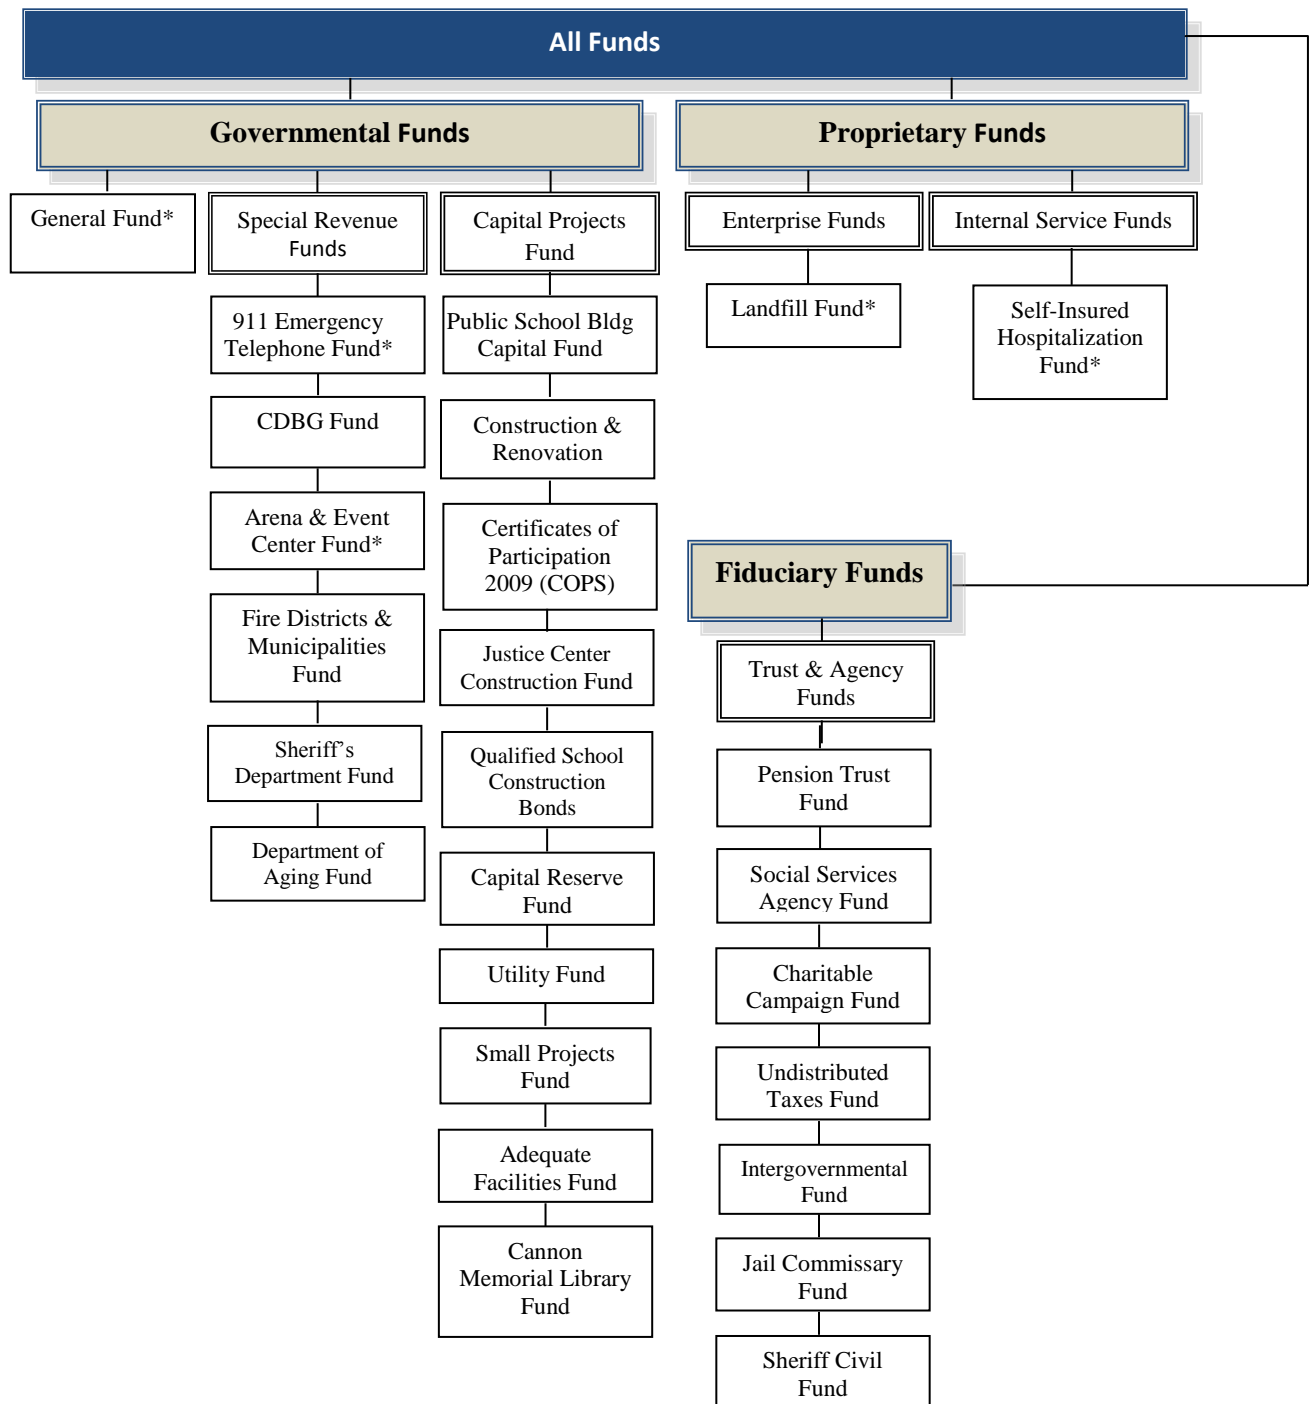 All Funds
Governmental Funds
Proprietary Funds
General Fund*
Special Revenue
Funds
Capital Projects
Fund
Enterprise Funds
Internal Service Funds
911 Emergency
Telephone Fund*
CDBG Fund
Arena & Event
Center Fund*
Fire Districts &
Municipalities
Fund
Sheriff's
Department Fund
Department of
Aging Fund
Public School Bldg
Capital Fund
Construction &
Renovation
Certificates of
Participation
2009 (COPS)
Justice Center
Construction Fund
Qualified School
Construction
Bonds
Capital Reserve
Fund
Utility Fund
Small Projects
Fund
Adequate
Facilities Fund
Cannon
Memorial Library
Fund
Landfill Fund*
Self-Insured
Hospitalization
Fund*
Fiduciary Funds
Trust & Agency
Funds
Pension Trust
Fund
Social Services
Agency Fund
Charitable
Campaign Fund
Undistributed
Taxes Fund
Intergovernmental
Fund
Jail Commissary
Fund
Sheriff Civil
Fund